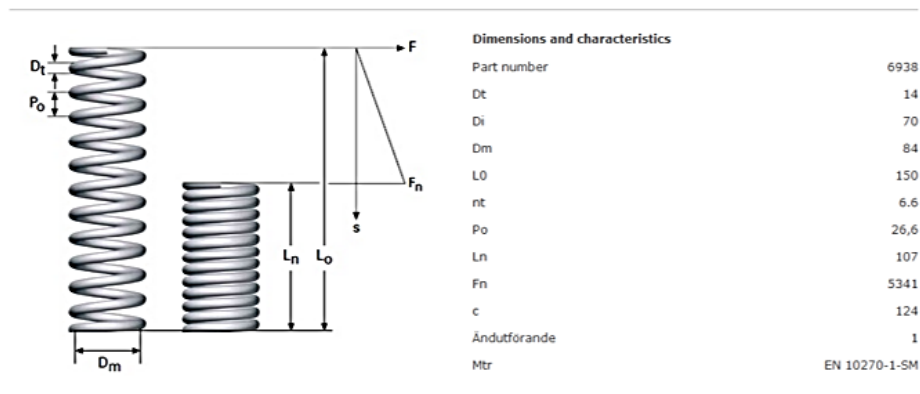 Dt
Po
Dm
Ln
Lo
F
Fn
s
Dimensions and characteristics
Part number 6938
Dt 14
Di 70
Dm 84
L0 150
nt 6.6
Po 26,6
Ln 107
Fn 5341
c 124
Ändutförande 1
Mtr EN 10270-1-SM